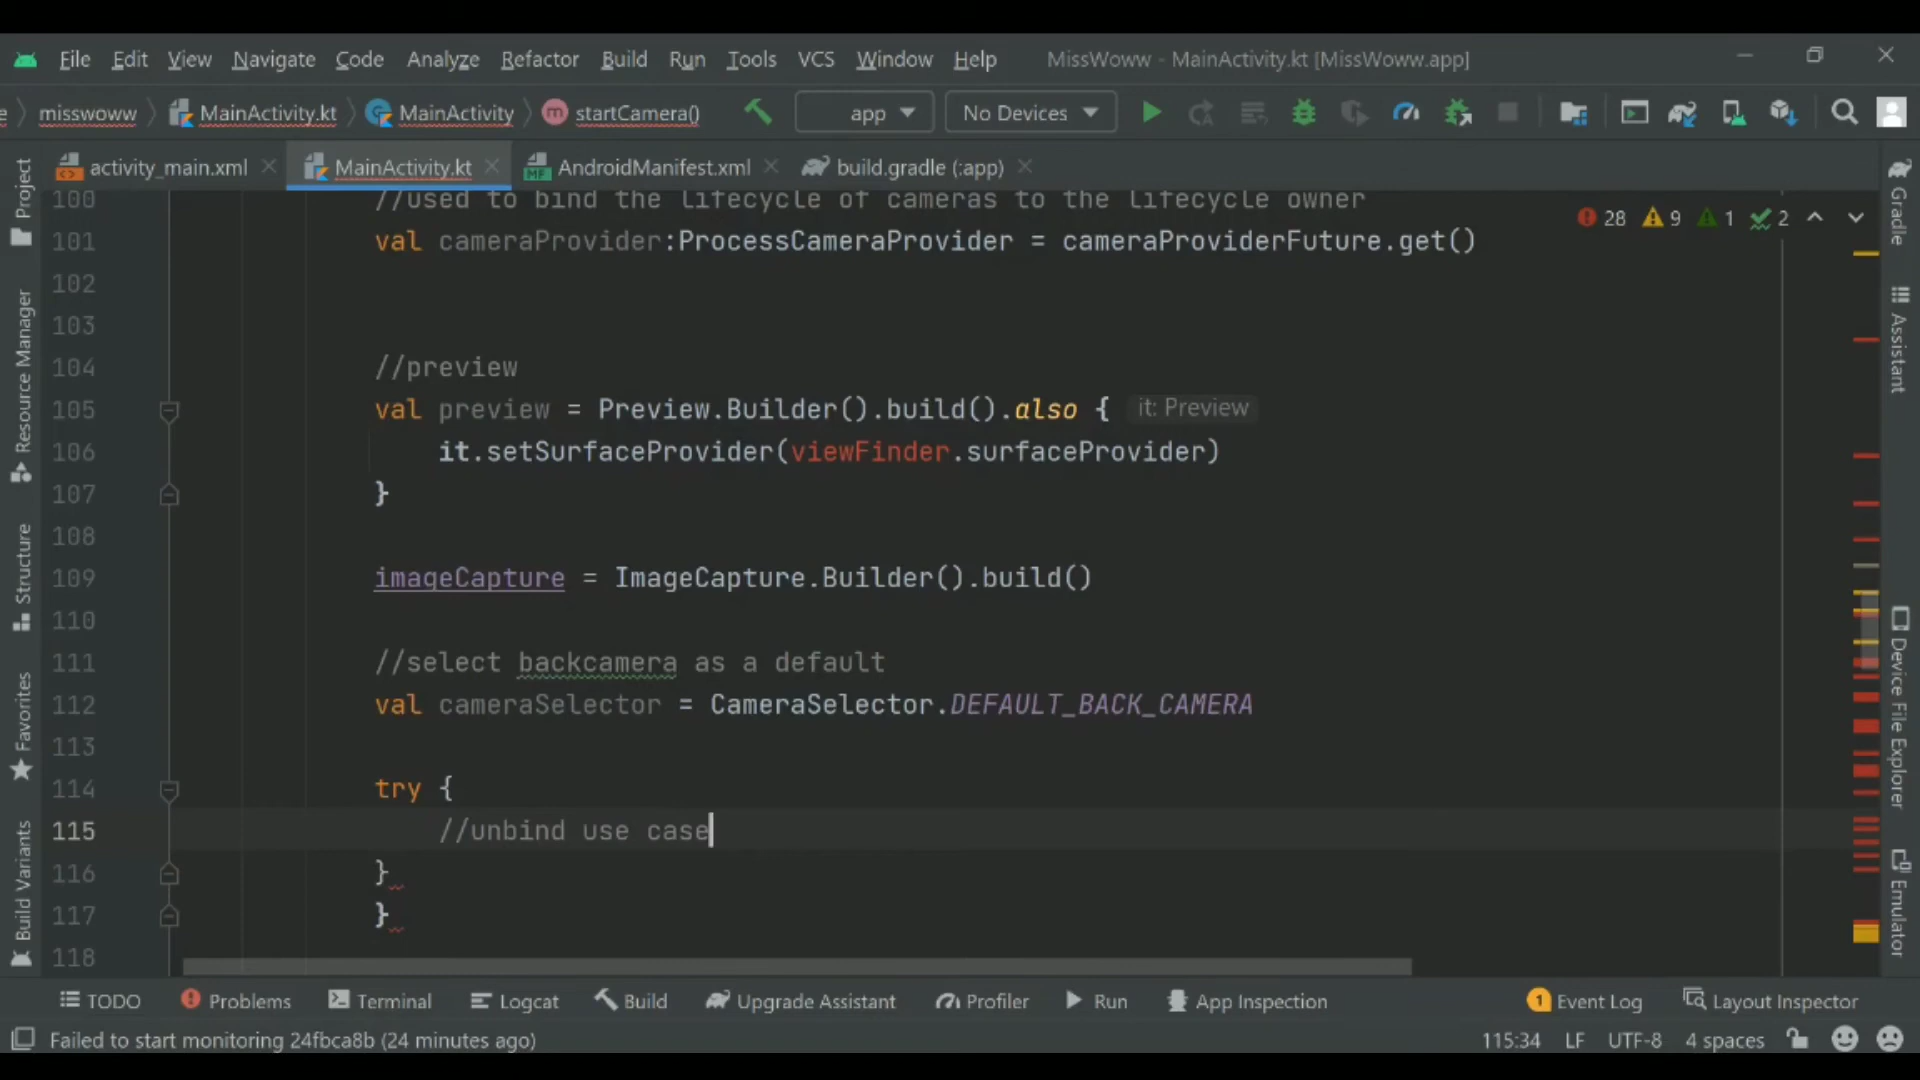 File Edit View Navigate Code Analyze Refactor Build Run Tools VCS Window Help MissWoww - MainActivity.kt [MissWoww.app]
e misswoww MainActivity.kt MainActivity m startCamera() app No Devices
activity_main.xml MainActivity.kt MF AndroidManifest.xml build.gradle (:app)
100 //used to bind the lifecycle of cameras to the lifecycle owner
28 9 1 2
101 val cameraProvider:ProcessCameraProvider = cameraProviderFuture.get()
102
103
104 //preview
105 val preview = Preview.Builder().build().also { it: Preview
106 it.setSurfaceProvider(viewFinder.surfaceProvider)
107 }
108
109 imageCapture = ImageCapture.Builder().build()
110
111 //select backcamera as a default
112 val cameraSelector = CameraSelector.DEFAULT_BACK_CAMERA
113
114 try {
115 //unbind use case
116 }
117 }
118
Project
Resource Manager
Structure
Favorites
Build Variants
Gradle
Assistant
Device File Explorer
Emulator
TODO Problems Terminal Logcat Build Upgrade Assistant Profiler Run App Inspection 1 Event Log Layout Inspector
Failed to start monitoring 24fbca8b (24 minutes ago) 115:34 LF UTF-8 4 spaces